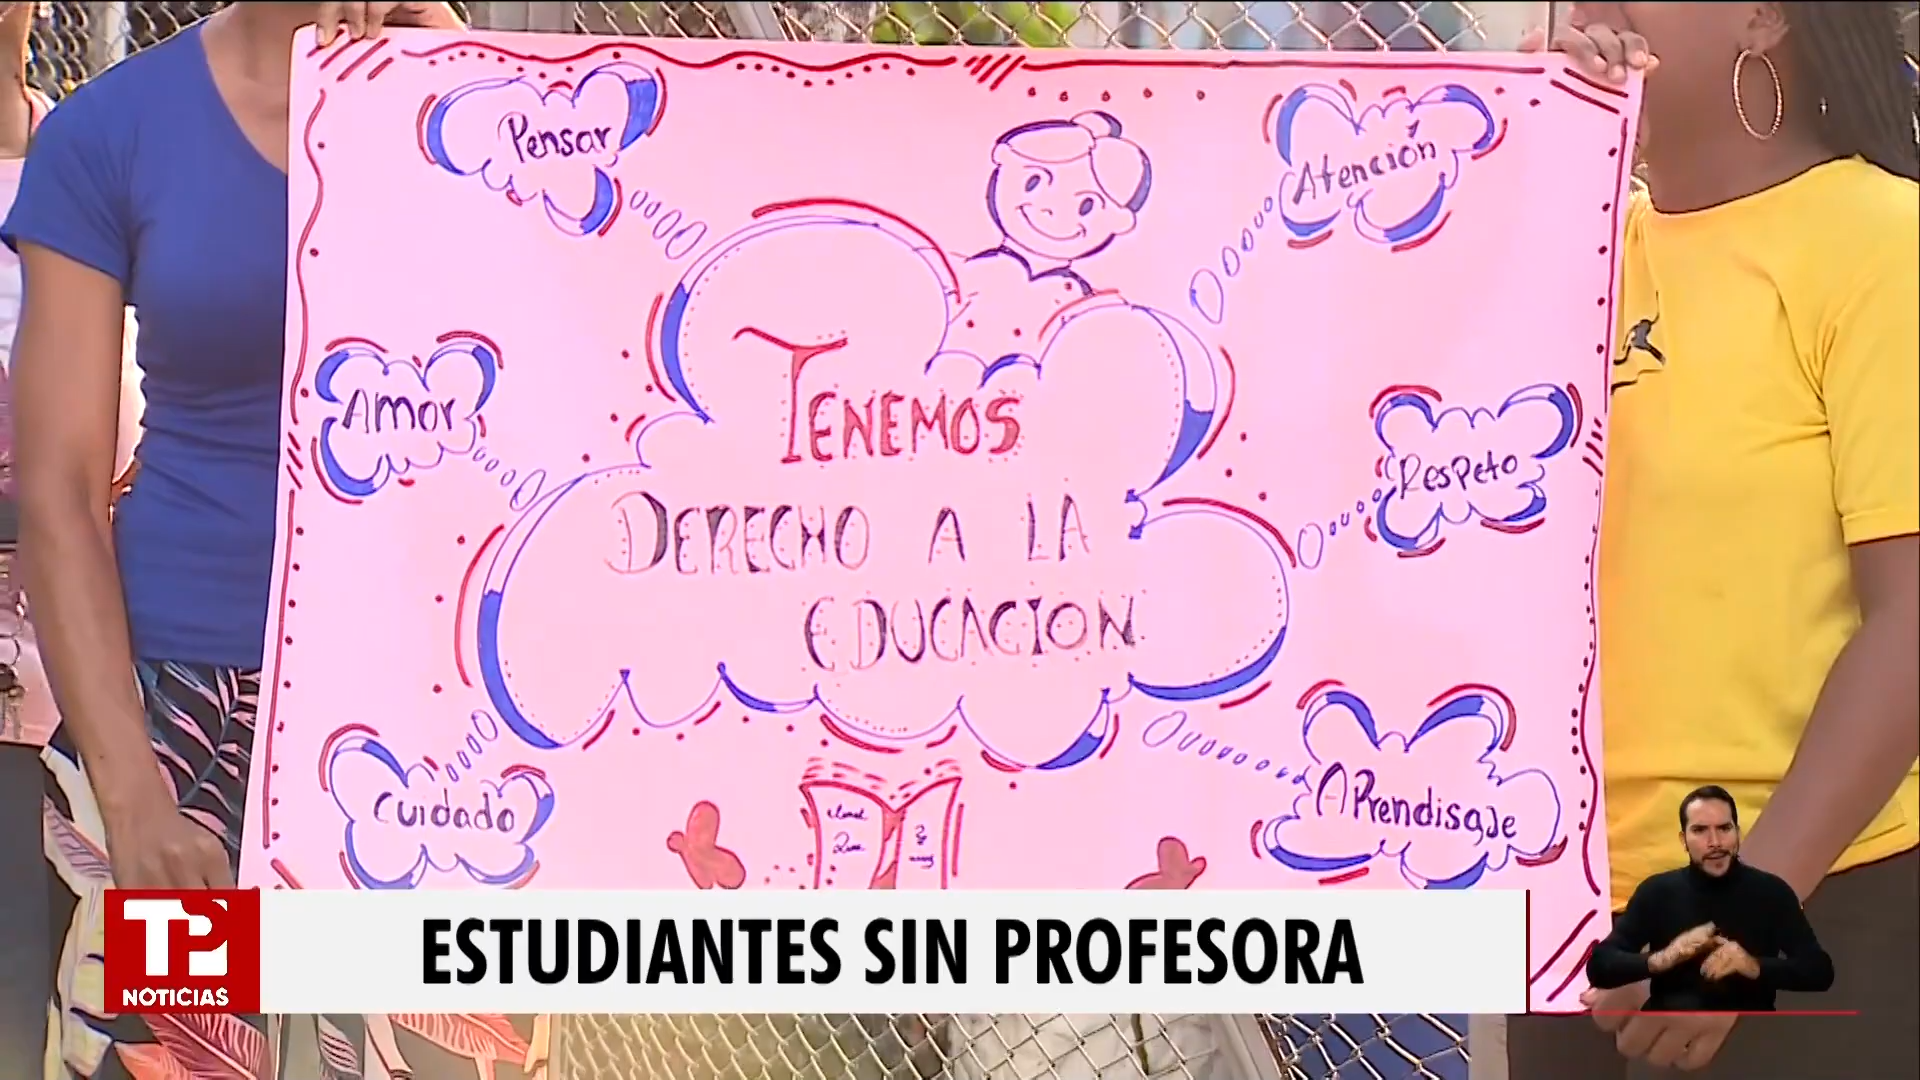 Pensar
Atención
Amor
TENEMOS
DERECHO A LA
EDUCACION
Respeto
Cuidado
APrendisaje
TP
NOTICIAS
ESTUDIANTES SIN PROFESORA